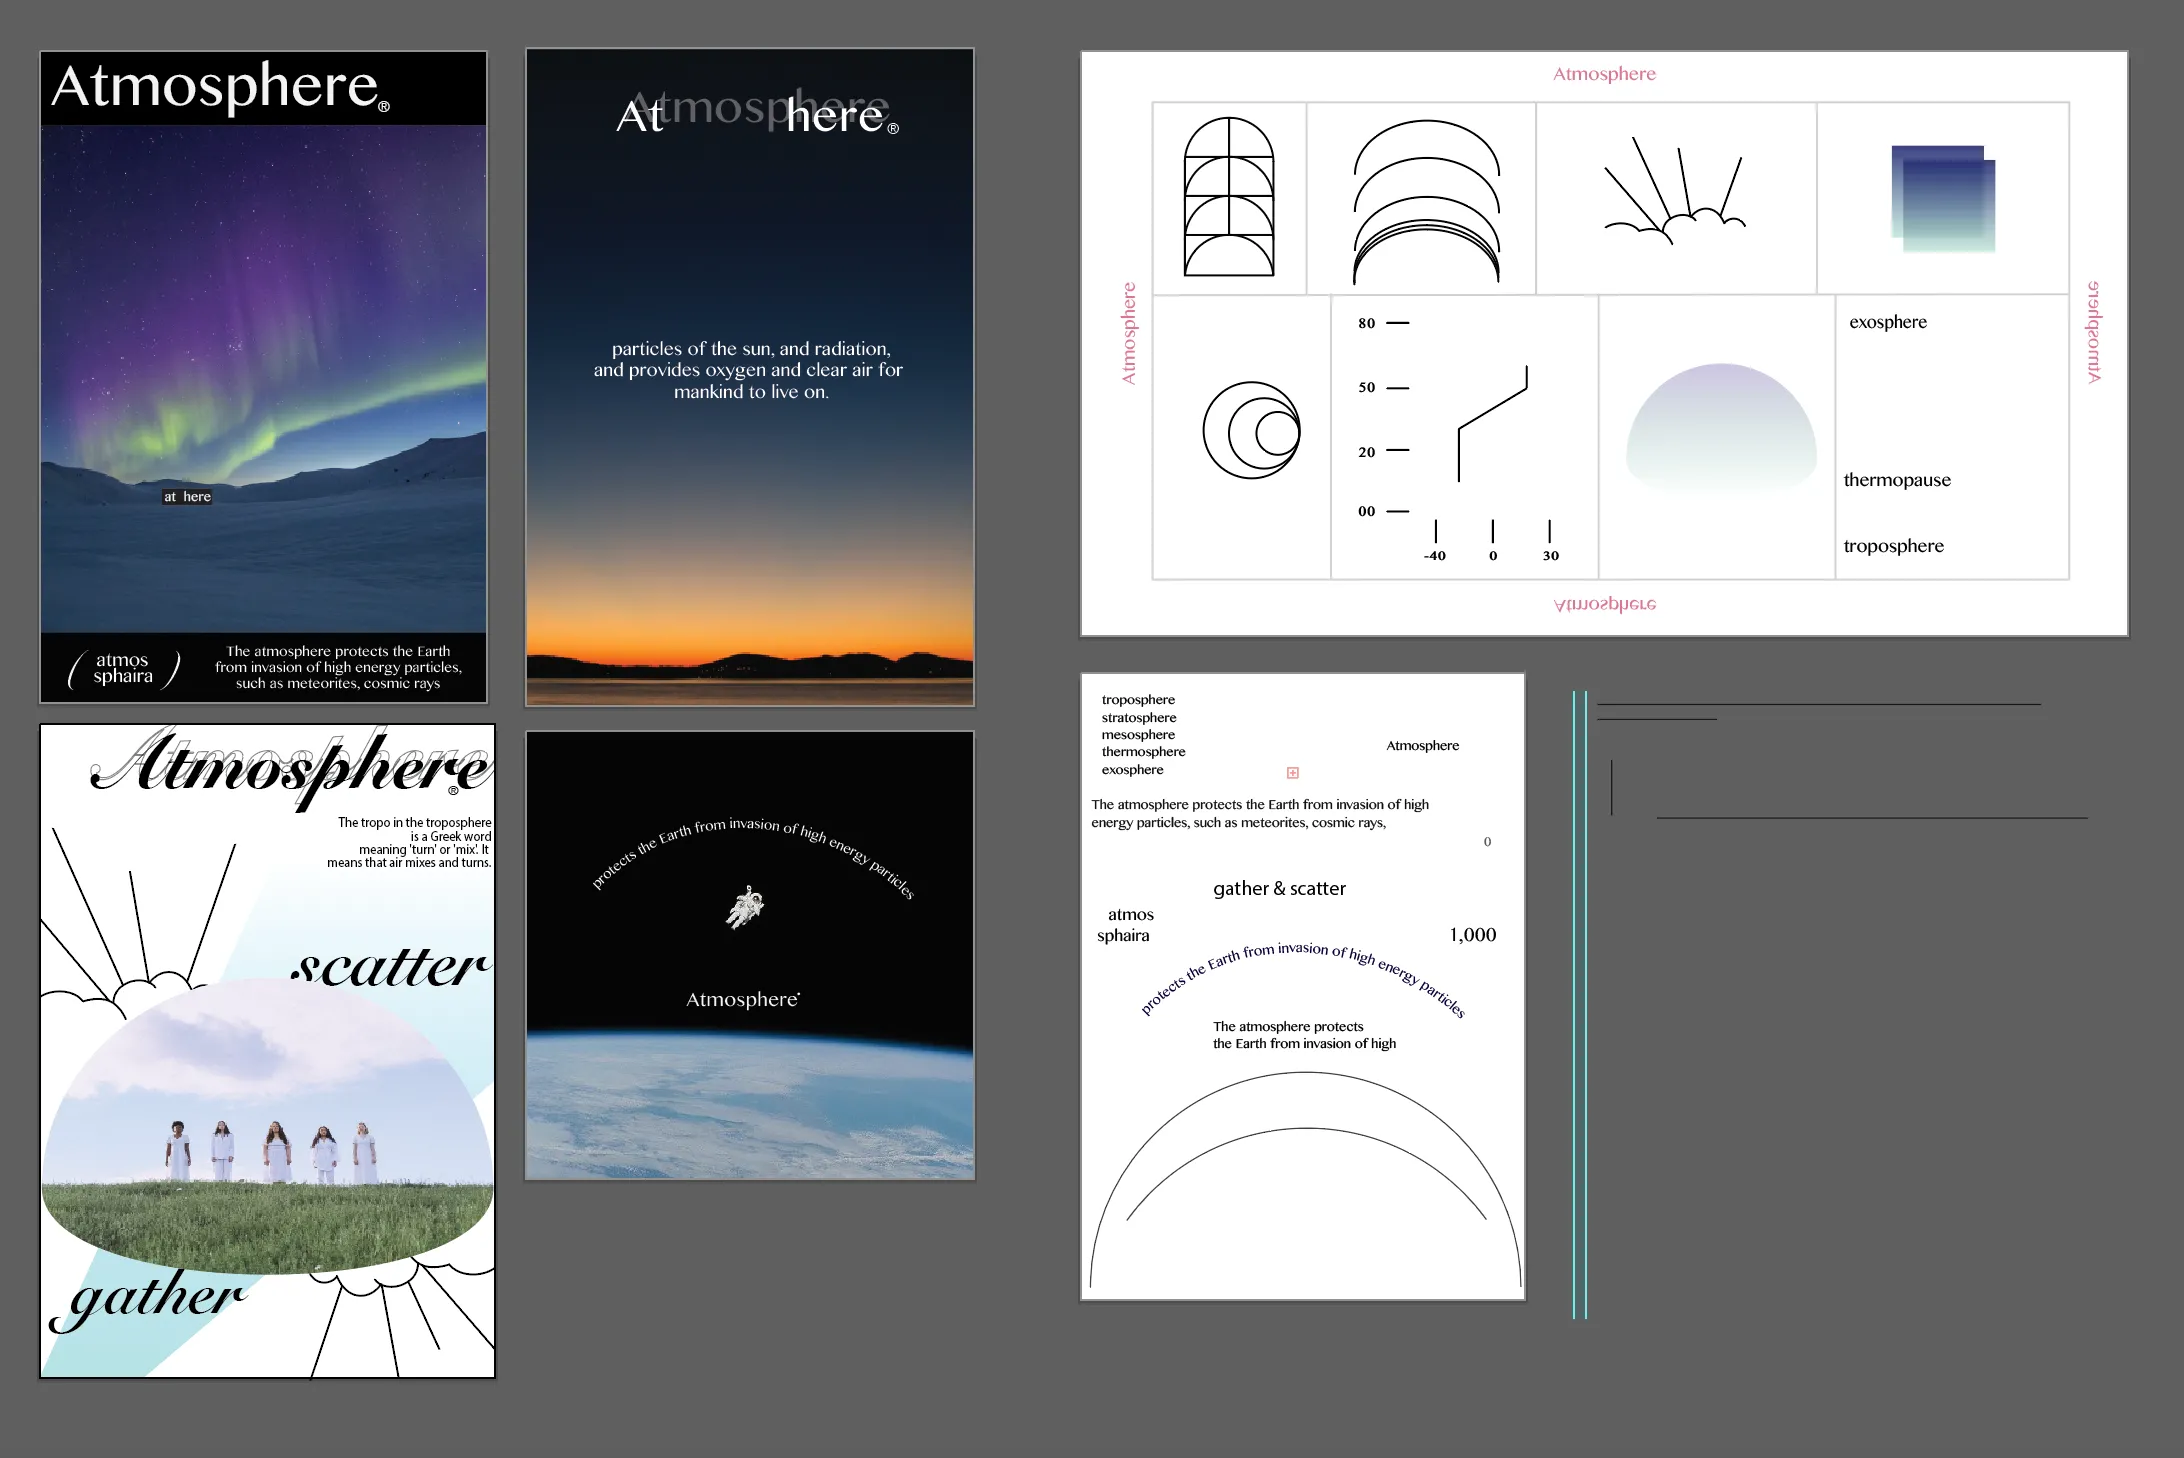 Atmosphere®
at here
atmos
sphaira
The atmosphere protects the Earth
from invasion of high energy particles,
such as meteorites, cosmic rays
Atmosphere
At here®
particles of the sun, and radiation,
and provides oxygen and clear air for
mankind to live on.
Atmosphere®
The tropo in the troposphere
is a Greek word
meaning 'turn' or 'mix'. It
means that air mixes and turns.
scatter
gather
protects the Earth from invasion of high energy particles
Atmosphere
Atmosphere
Atmosphere
Atmosphere
80
50
20
00
-40 0 30
exosphere
thermopause
troposphere
Atmosphere
troposphere
stratosphere
mesosphere
thermosphere
exosphere
Atmosphere
The atmosphere protects the Earth from invasion of high
energy particles, such as meteorites, cosmic rays,
0
gather & scatter
atmos
sphaira
1,000
protects the Earth from invasion of high energy particles
The atmosphere protects
the Earth from invasion of high